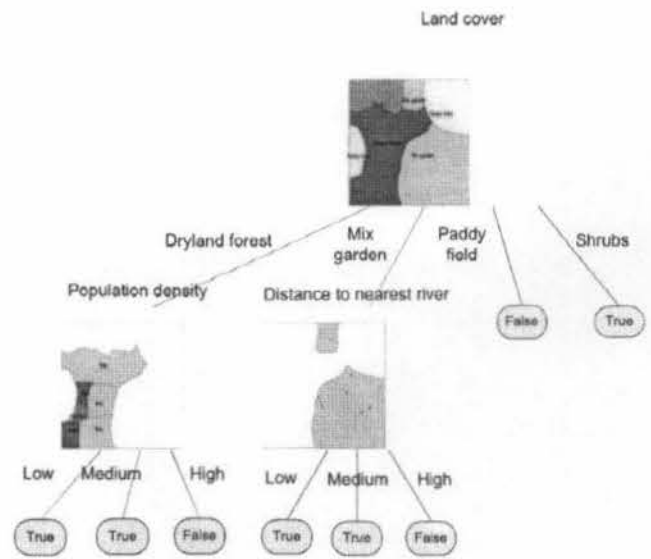 Land cover
Dryland forest
Mix garden
Paddy field
Shrubs
Population density
Distance to nearest river
False
True
Low
Medium
High
Low
Medium
High
True
True
False
True
True
False